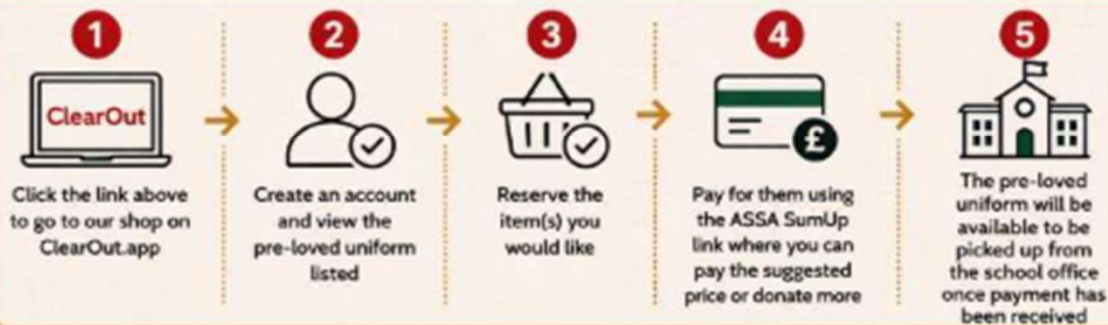 1
ClearOut
Click the link above
to go to our shop on
ClearOut.app
2
Create an account
and view the
pre-loved uniform
listed
3
Reserve the
item(s) you
would like
4
£
Pay for them using
the ASSA SumUp
link where you can
pay the suggested
price or donate more
5
The pre-loved
uniform will be
available to be
picked up from
the school office
once payment has
been received